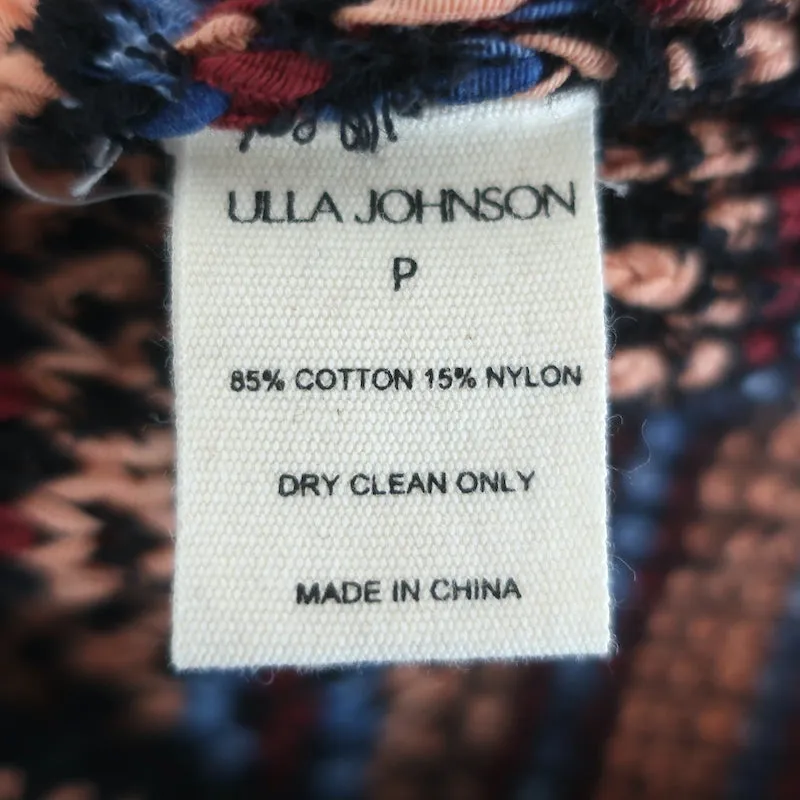 ULLA JOHNSON
P
85% COTTON 15% NYLON
DRY CLEAN ONLY
MADE IN CHINA